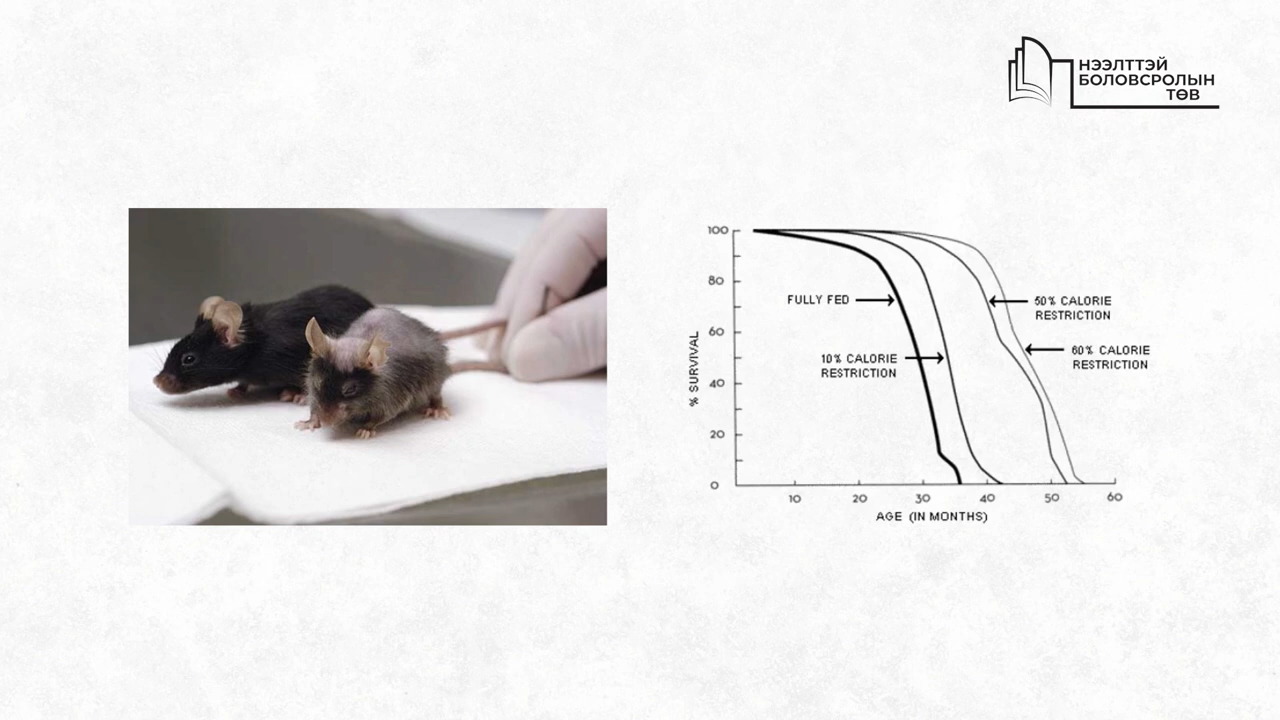 НЭЭЛТТЭЙ
БОЛОВСРОЛЫН
ТӨВ
100
80
60
40
20
0
% SURVIVAL
FULLY FED
10% CALORIE
RESTRICTION
50% CALORIE
RESTRICTION
60% CALORIE
RESTRICTION
10 20 30 40 50 60
AGE (IN MONTHS)